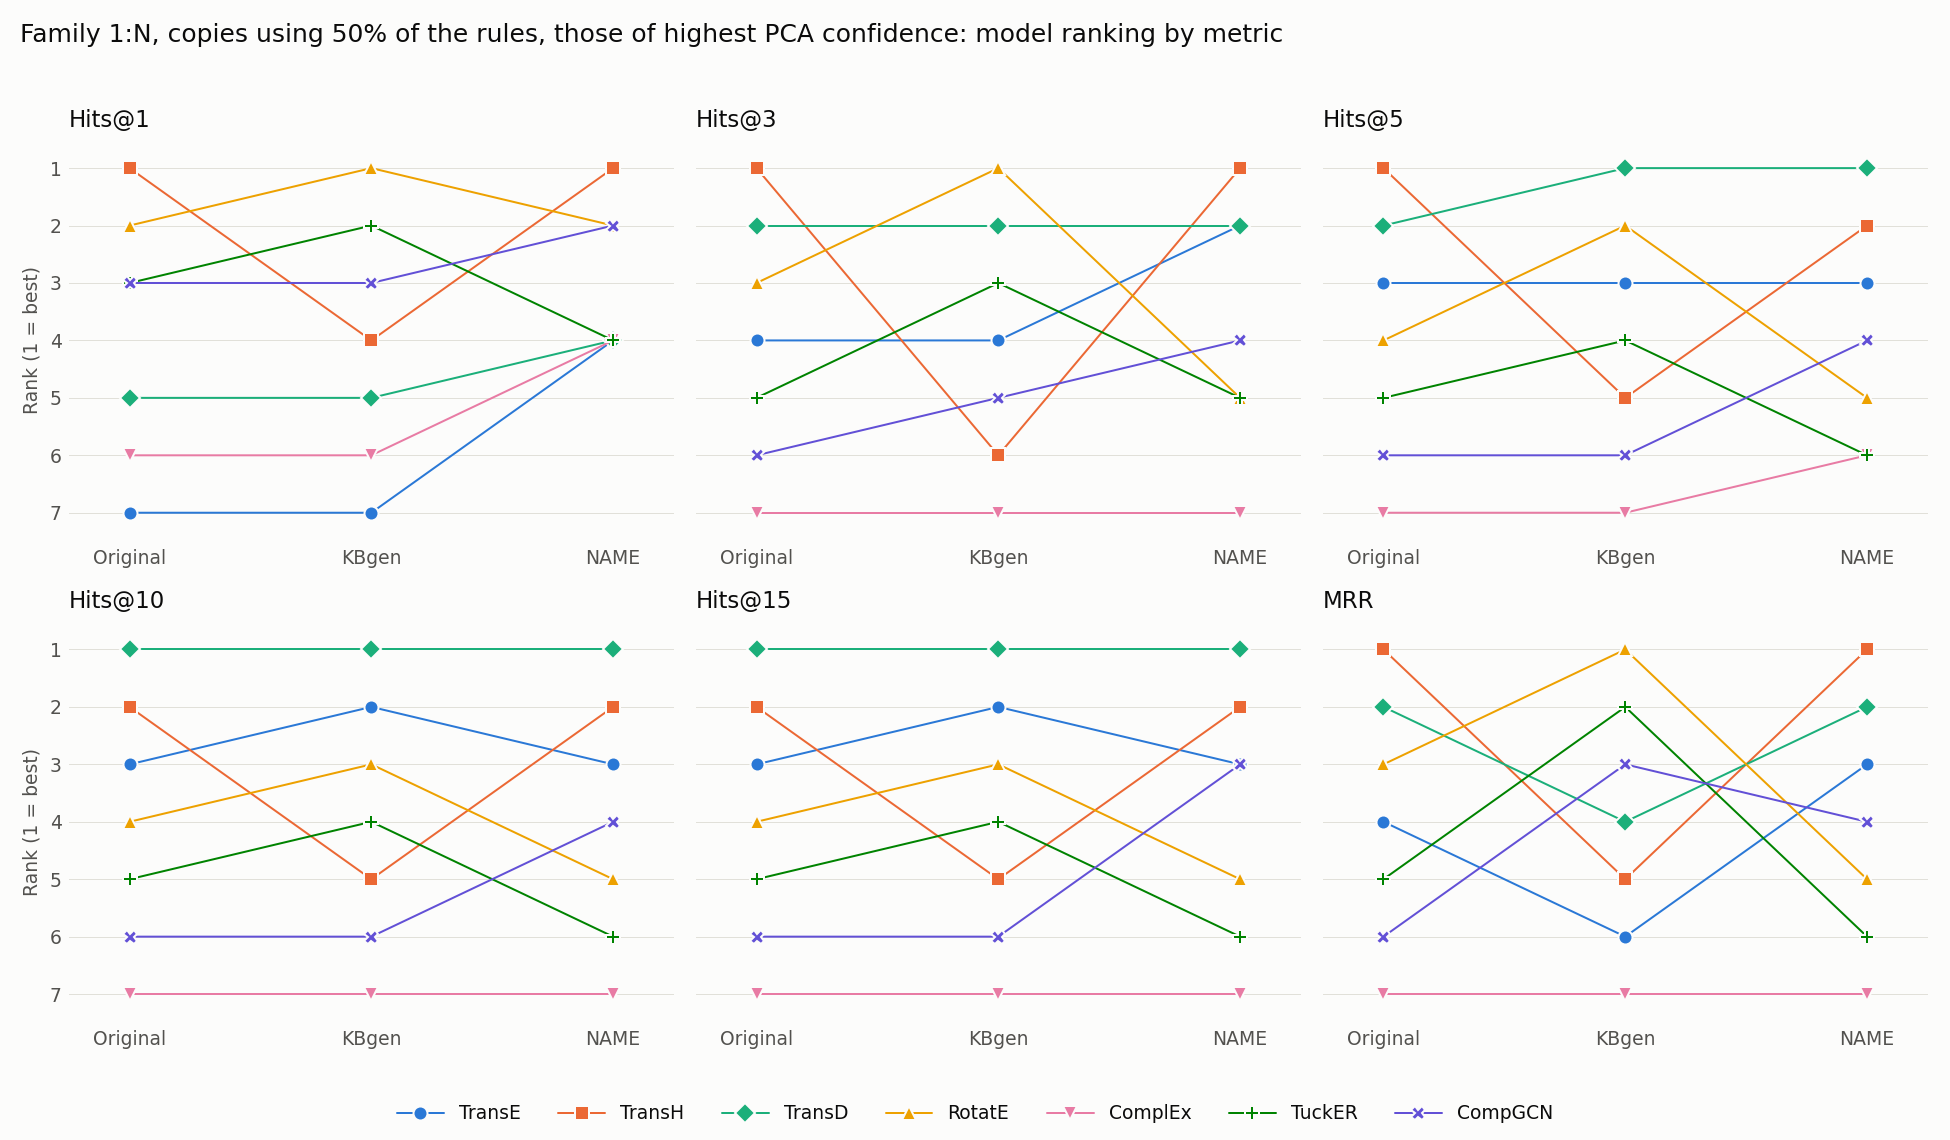 Family 1:N, copies using 50% of the rules, those of highest PCA confidence: model ranking by metric
Hits@1
Hits@3
Hits@5
Rank (1 = best)
1
2
3
4
5
6
7
Original
KBgen
NAME
Original
KBgen
NAME
Original
KBgen
NAME
Hits@10
Hits@15
MRR
Rank (1 = best)
1
2
3
4
5
6
7
Original
KBgen
NAME
Original
KBgen
NAME
Original
KBgen
NAME
TransE
TransH
TransD
RotatE
ComplEx
TuckER
CompGCN